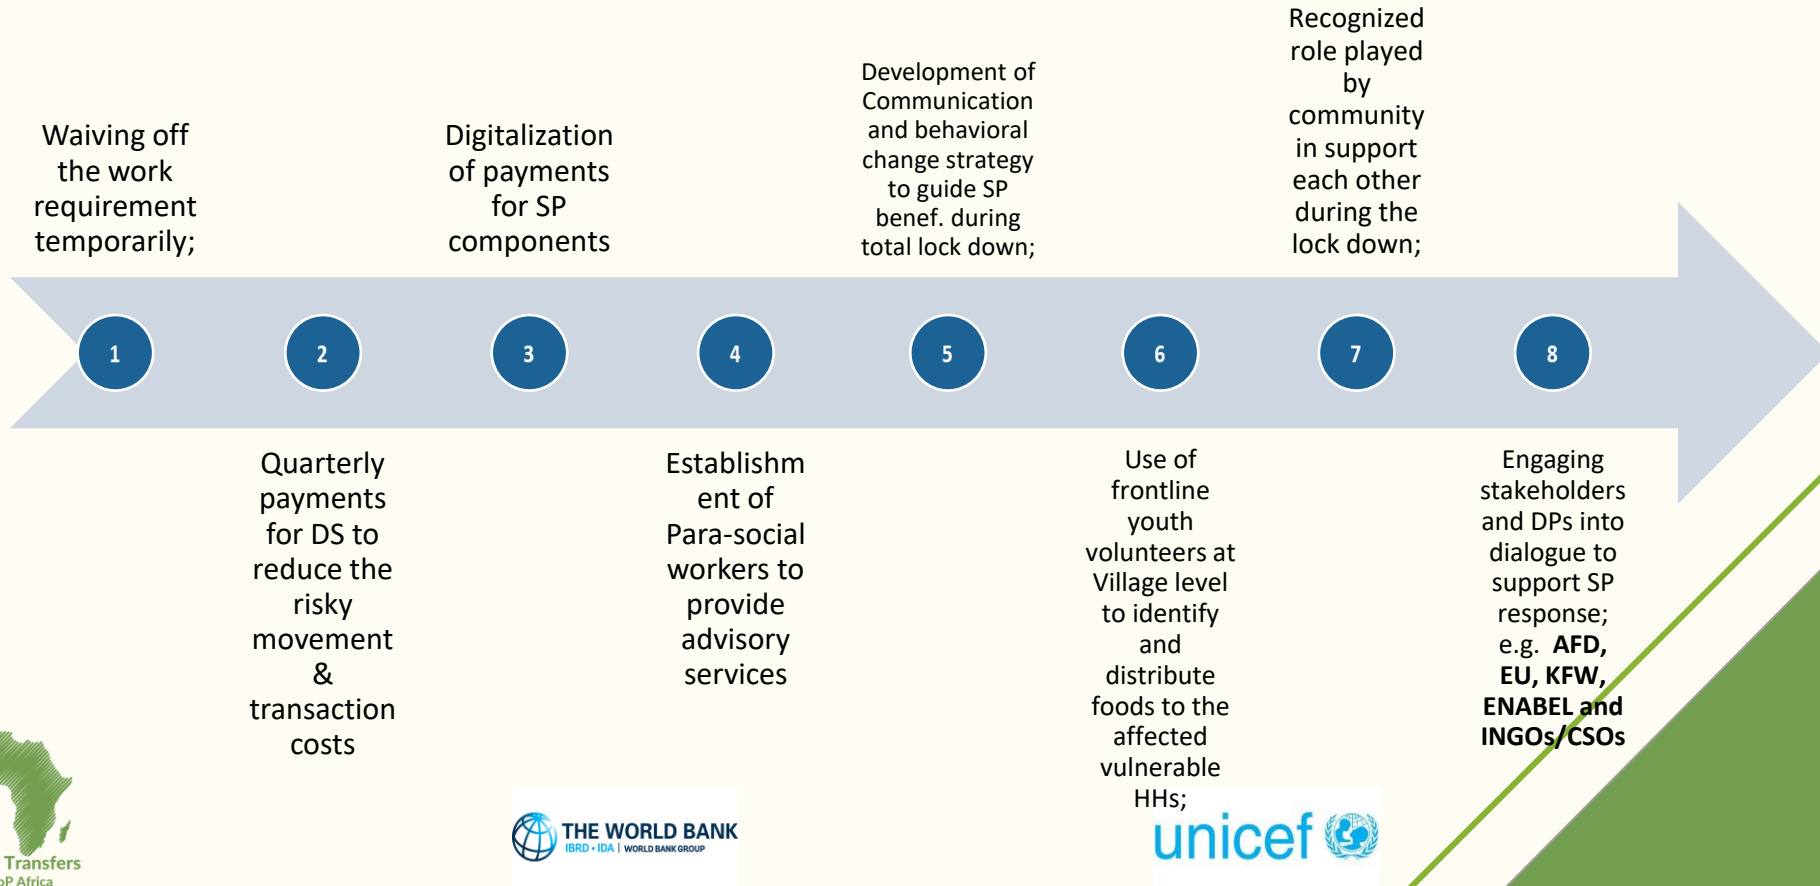 Waiving off
the work
requirement
temporarily;
Digitalization
of payments
for SP
components
Development of
Communication
and behavioral
change strategy
to guide SP
benef. during
total lock down;
Recognized
role played
by
community
in support
each other
during the
lock down;
1
2
3
4
5
6
7
8
Quarterly
payments
for DS to
reduce the
risky
movement
&
transaction
costs
Establishm
ent of
Para-social
workers to
provide
advisory
services
Use of
frontline
youth
volunteers at
Village level
to identify
and
distribute
foods to the
affected
vulnerable
HHs;
Engaging
stakeholders
and DPs into
dialogue to
support SP
response;
e.g. AFD,
EU, KFW,
ENABEL and
INGOs/CSOs
Transfers
oP Africa
THE WORLD BANK
IBRD • IDA | WORLD BANK GROUP
unicef